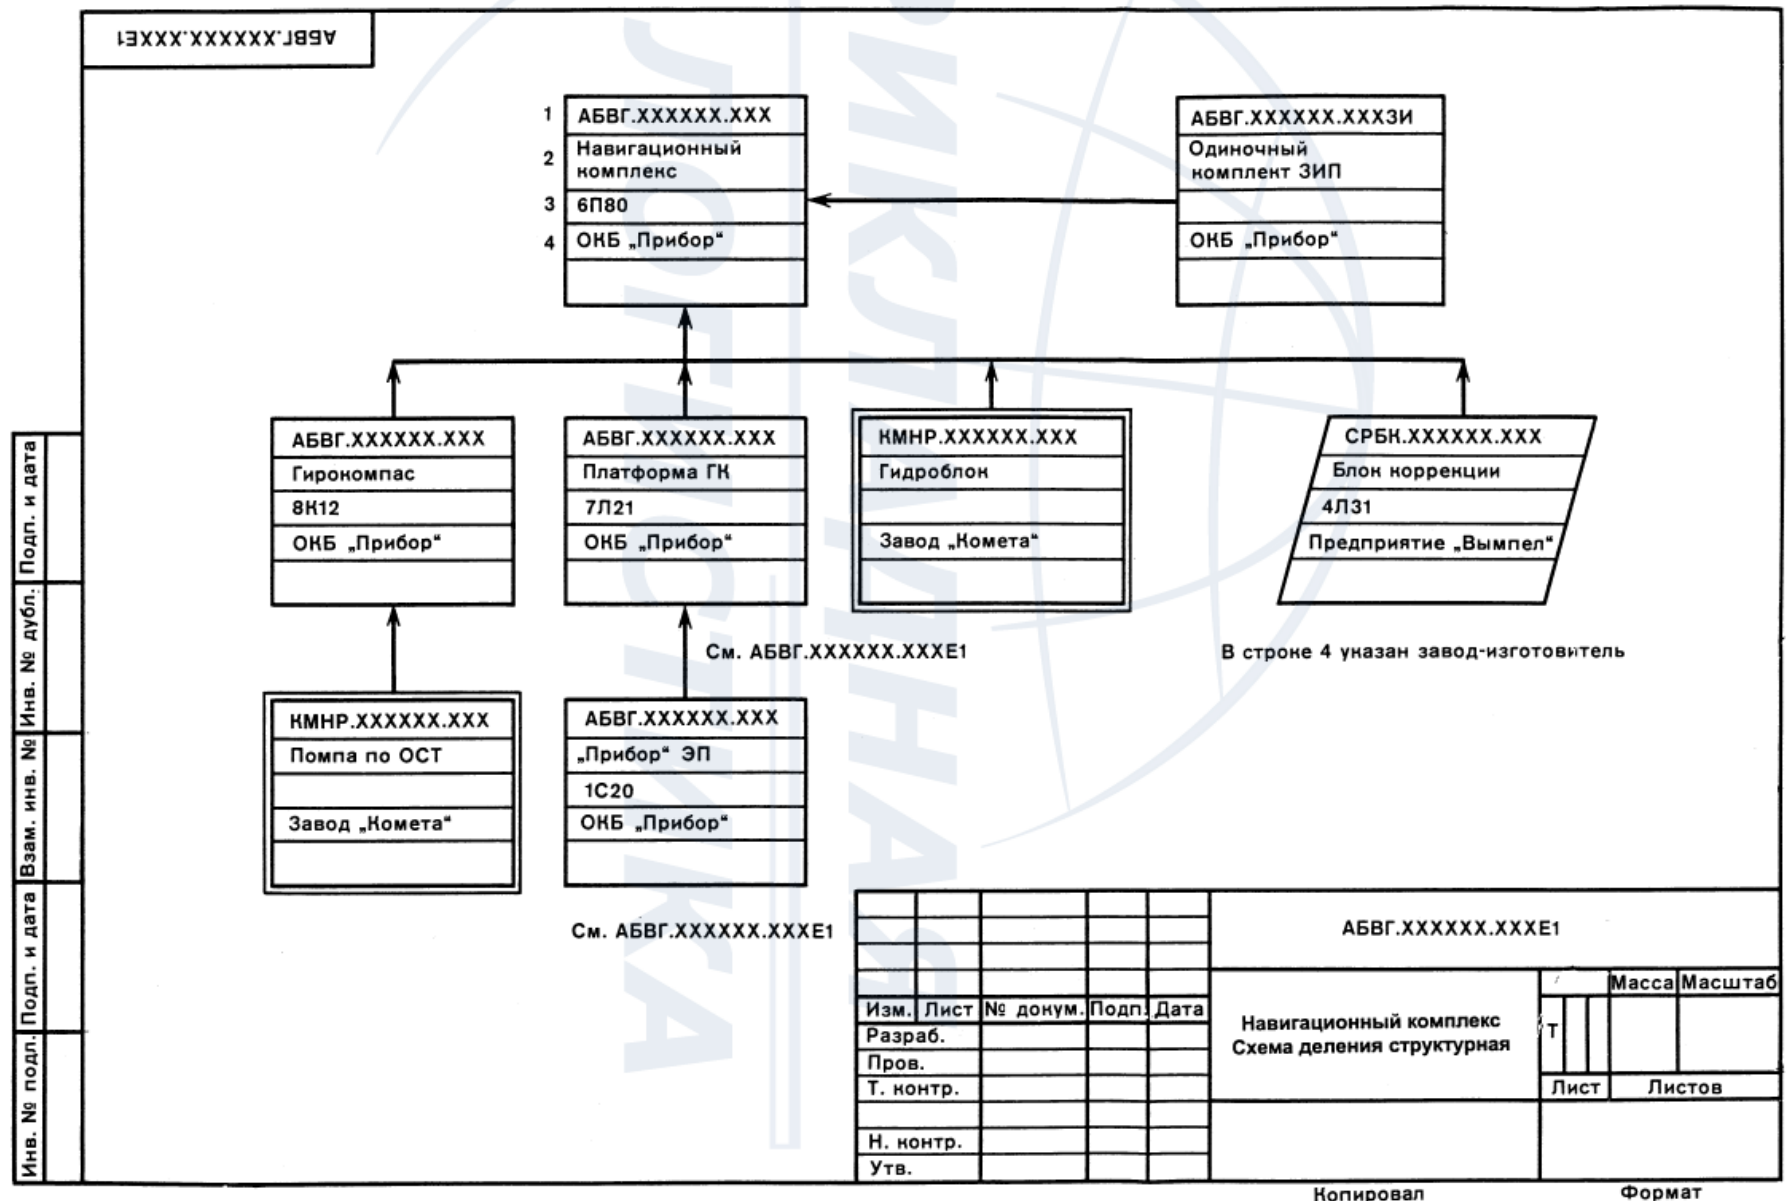 АБВГ.XXXXXX.XXXE1
1 АБВГ.XXXXXX.XXX
2 Навигационный
комплекс
3 6П80
4 ОКБ „Прибор“
АБВГ.XXXXXX.XXXЗИ
Одиночный
комплект ЗИП
ОКБ „Прибор“
АБВГ.XXXXXX.XXX
Гирокомпас
8К12
ОКБ „Прибор“
АБВГ.XXXXXX.XXX
Платформа ГК
7Л21
ОКБ „Прибор“
КМНР.XXXXXX.XXX
Гидроблок
Завод „Комета“
СРБК.XXXXXX.XXX
Блок коррекции
4Л31
Предприятие „Вымпел“
См. АБВГ.XXXXXX.XXXE1
В строке 4 указан завод-изготовитель
КМНР.XXXXXX.XXX
Помпа по ОСТ
Завод „Комета“
АБВГ.XXXXXX.XXX
„Прибор“ ЭП
1С20
ОКБ „Прибор“
См. АБВГ.XXXXXX.XXXE1
Подп. и дата
Инв. № дубл.
Взам. инв. №
Подп. и дата
Инв. № подл.
АБВГ.XXXXXX.XXXE1
Изм. Лист № докум. Подп. Дата
Разраб.
Пров.
Т. контр.
Н. контр.
Утв.
Навигационный комплекс
Схема деления структурная
Масса Масштаб
Т
Лист Листов
Копировал Формат
ПРИКЛАДНАЯ
ЛОГИСТИКА